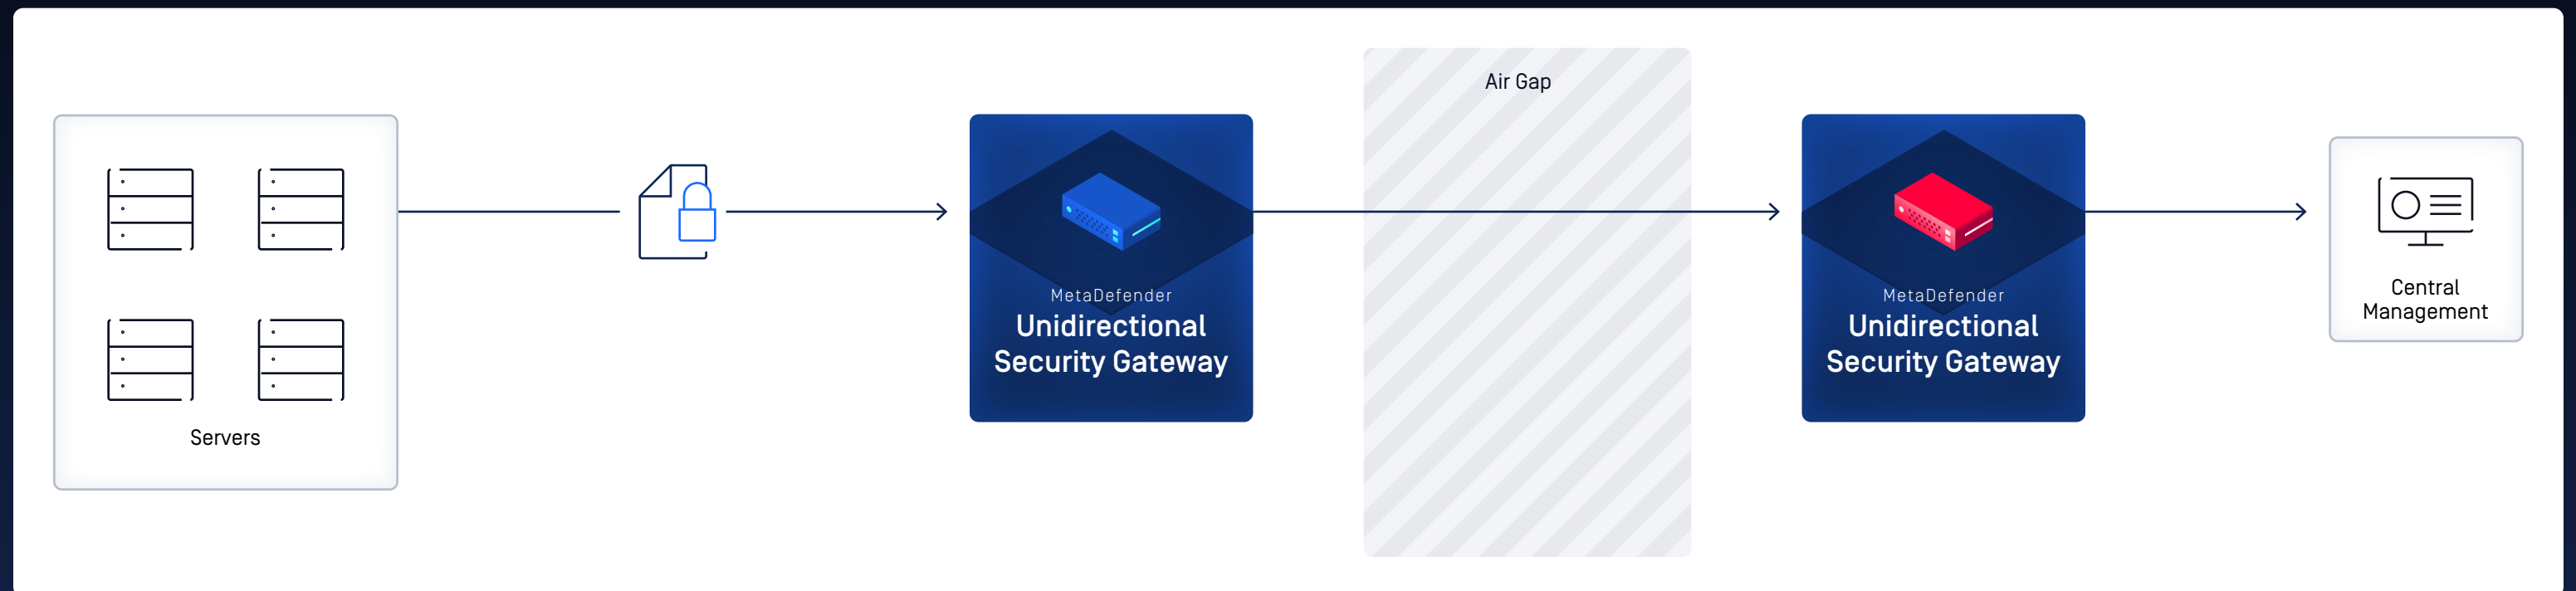 Air Gap
Servers
MetaDefender
Unidirectional
Security Gateway
MetaDefender
Unidirectional
Security Gateway
Central
Management